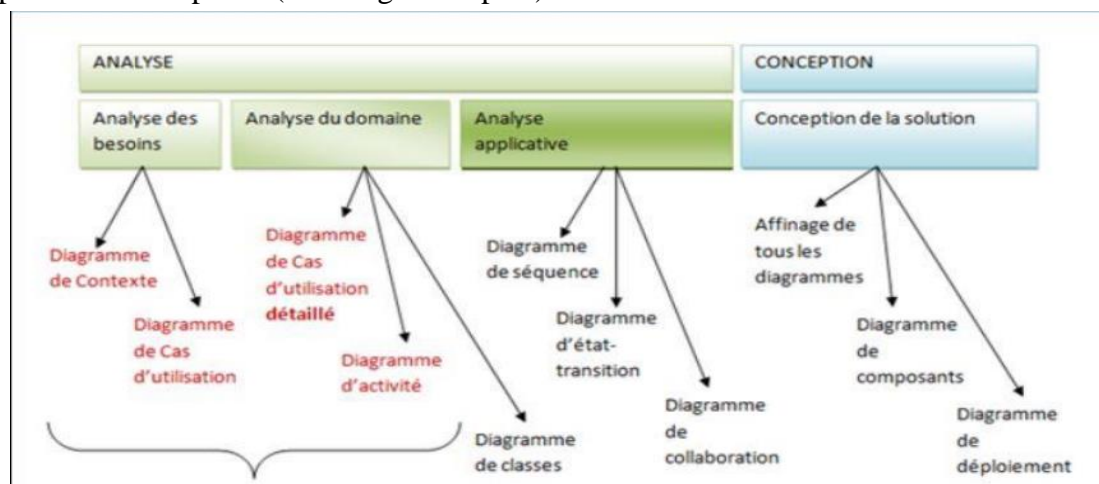 ANALYSE
CONCEPTION
Analyse des
besoins
Analyse du domaine
Analyse
applicative
Conception de la solution
Diagramme
de Contexte
Diagramme
de Cas
d'utilisation
Diagramme
de Cas
d'utilisation
détaillé
Diagramme
d'activité
Diagramme
de classes
Diagramme
de séquence
Diagramme
d'état-
transition
Diagramme
de
collaboration
Affinage de
tous les
diagrammes
Diagramme
de
composants
Diagramme
de
déploiement